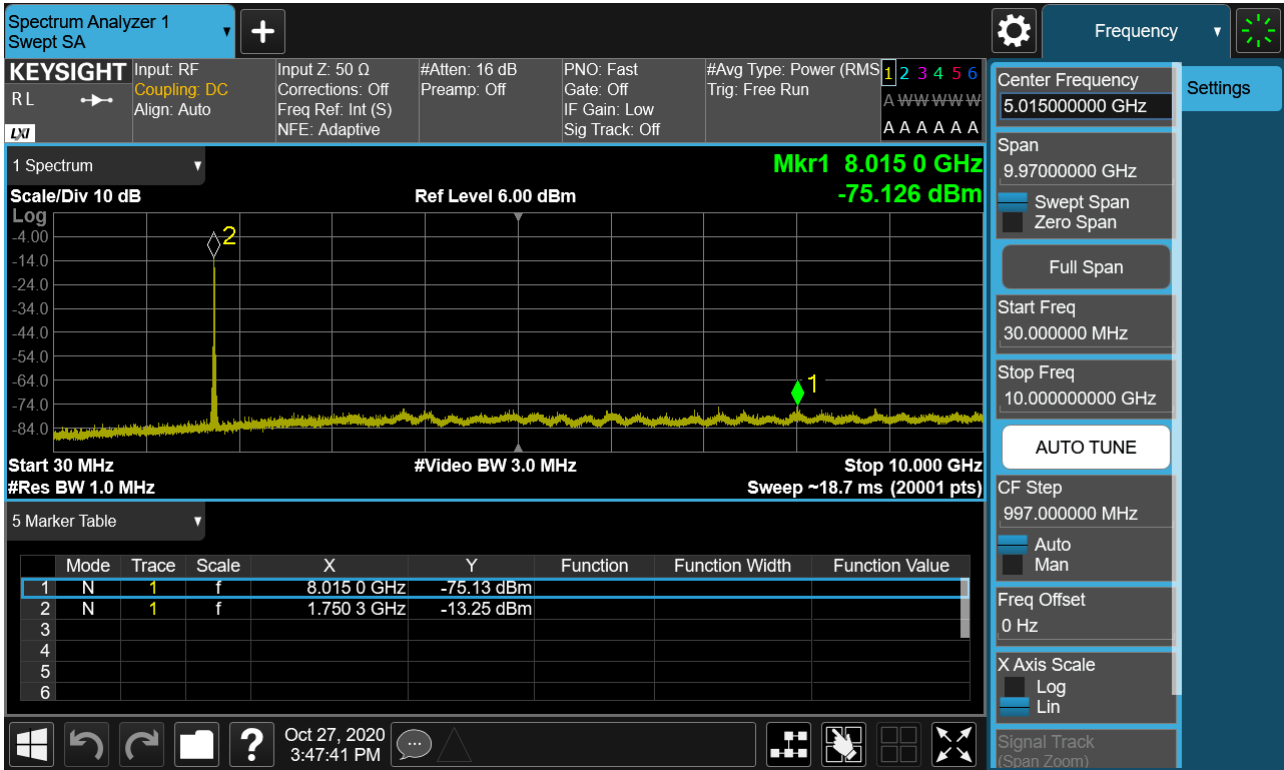 Spectrum Analyzer 1
Swept SA
+
Frequency
KEYSIGHT
R L
LXI
Input: RF
Coupling: DC
Align: Auto
Input Z: 50 Ω
Corrections: Off
Freq Ref: Int (S)
NFE: Adaptive
#Atten: 16 dB
Preamp: Off
PNO: Fast
Gate: Off
IF Gain: Low
Sig Track: Off
#Avg Type: Power (RMS
Trig: Free Run
1 2 3 4 5 6
A W W W W W
A A A A A A
1 Spectrum
Mkr1 8.015 0 GHz
-75.126 dBm
Scale/Div 10 dB
Ref Level 6.00 dBm
Log
-4.00
-14.0
-24.0
-34.0
-44.0
-54.0
-64.0
-74.0
-84.0
2
1
Start 30 MHz
#Video BW 3.0 MHz
Stop 10.000 GHz
#Res BW 1.0 MHz
Sweep ~18.7 ms (20001 pts)
5 Marker Table
Mode Trace Scale X Y Function Function Width Function Value
1 N 1 f 8.015 0 GHz -75.13 dBm
2 N 1 f 1.750 3 GHz -13.25 dBm
3
4
5
6
?
Oct 27, 2020
3:47:41 PM
Center Frequency
5.015000000 GHz
Settings
Span
9.97000000 GHz
Swept Span
Zero Span
Full Span
Start Freq
30.000000 MHz
Stop Freq
10.000000000 GHz
AUTO TUNE
CF Step
997.000000 MHz
Auto
Man
Freq Offset
0 Hz
X Axis Scale
Log
Lin
Signal Track
(Span Zoom)